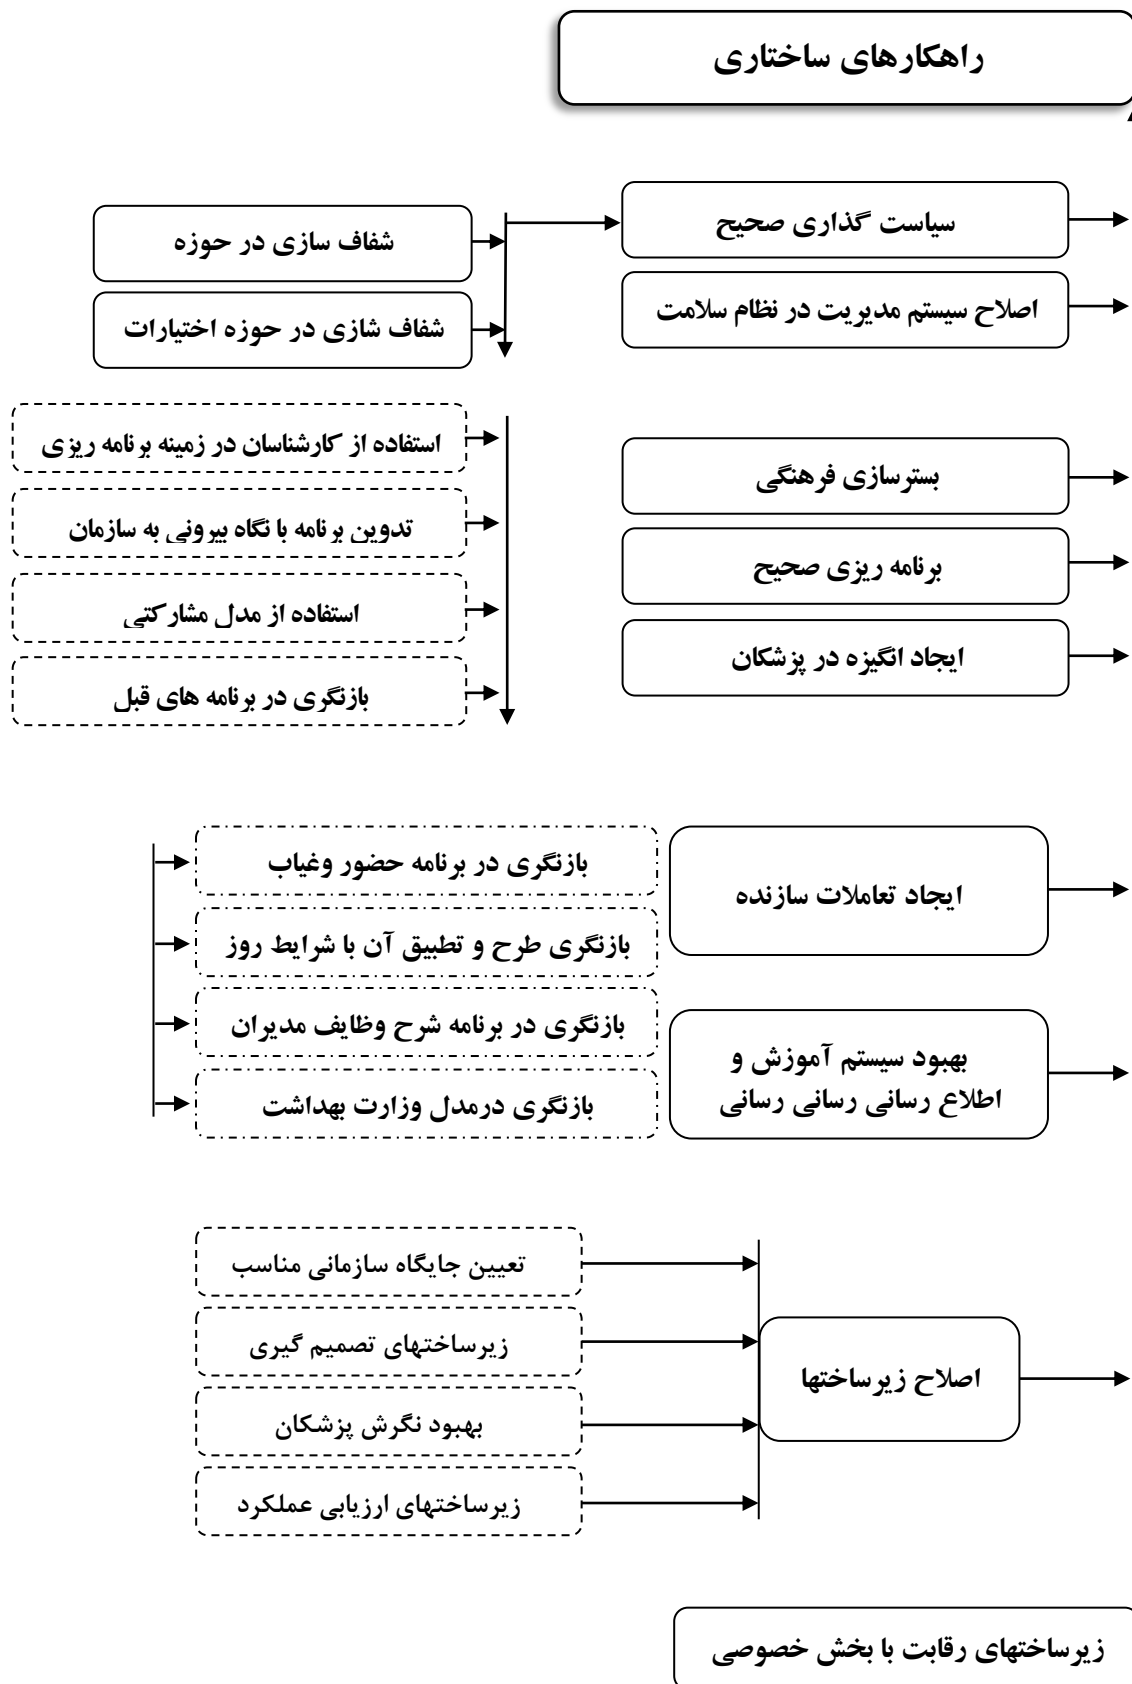 راهکارهای ساختاری
سیاست گذاری صحیح
اصلاح سیستم مدیریت در نظام سلامت
شفاف سازی در حوزه
شفاف شازی در حوزه اختیارات
بسترسازی فرهنگی
برنامه ریزی صحیح
ایجاد انگیزه در پزشکان
استفاده از کارشناسان در زمینه برنامه ریزی
تدوین برنامه با نگاه بیرونی به سازمان
استفاده از مدل مشارکتی
بازنگری در برنامه های قبل
ایجاد تعاملات سازنده
بهبود سیستم آموزش و
اطلاع رسانی رسانی رسانی
بازنگری در برنامه حضور وغیاب
بازنگری طرح و تطبیق آن با شرایط روز
بازنگری در برنامه شرح وظایف مدیران
بازنگری درمدل وزارت بهداشت
اصلاح زیرساختها
تعیین جایگاه سازمانی مناسب
زیرساختهای تصمیم گیری
بهبود نگرش پزشکان
زیرساختهای ارزیابی عملکرد
زیرساختهای رقابت با بخش خصوصی